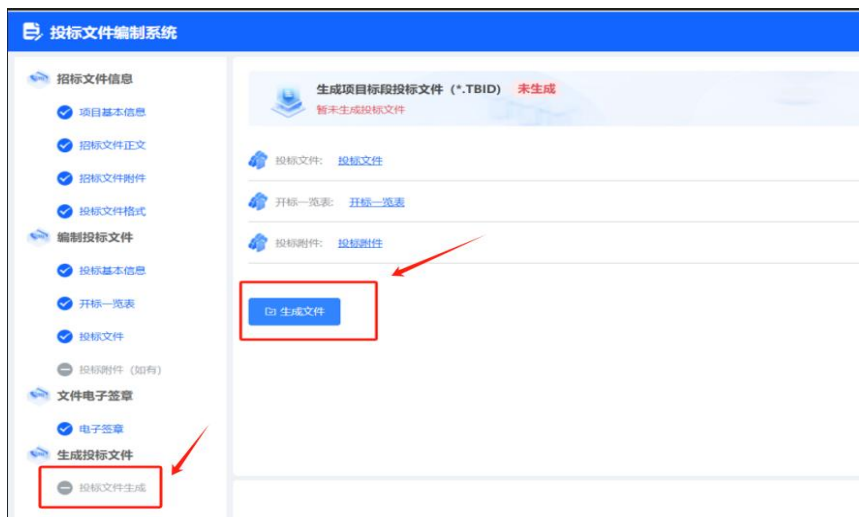 投标文件编制系统
招标文件信息
项目基本信息
招标文件正文
招标文件附件
投标文件格式
编制投标文件
投标基本信息
开标一览表
投标文件
投标附件（如有）
文件电子签章
电子签章
生成投标文件
投标文件生成
生成项目标段投标文件（*.TBID） 未生成
暂未生成投标文件
投标文件: 投标文件
开标一览表: 开标一览表
投标附件: 投标附件
生成文件